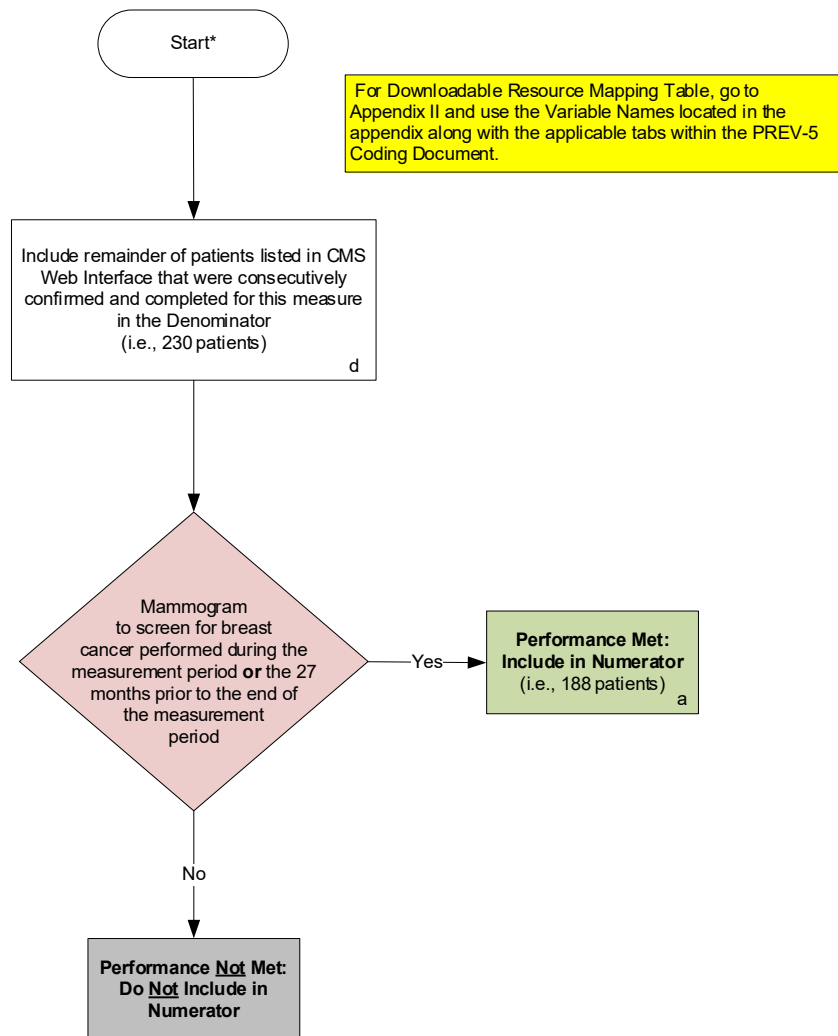 Start*
For Downloadable Resource Mapping Table, go to
Appendix II and use the Variable Names located in the
appendix along with the applicable tabs within the PREV-5
Coding Document.
Include remainder of patients listed in CMS
Web Interface that were consecutively
confirmed and completed for this measure
in the Denominator
(i.e., 230 patients)
d
Mammogram
to screen for breast
cancer performed during the
measurement period or the 27
months prior to the end of
the measurement
period
Yes
Performance Met:
Include in Numerator
(i.e., 188 patients)
a
No
Performance Not Met:
Do Not Include in
Numerator